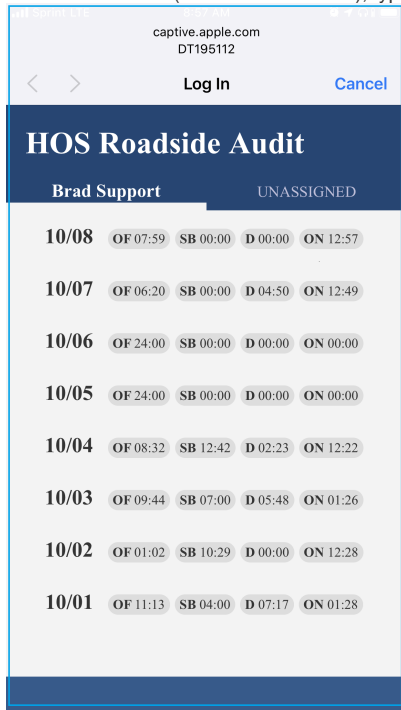 captive.apple.com
DT195112
Log In Cancel
HOS Roadside Audit
Brad Support UNASSIGNED
10/08 OF 07:59 SB 00:00 D 00:00 ON 12:57
10/07 OF 06:20 SB 00:00 D 04:50 ON 12:49
10/06 OF 24:00 SB 00:00 D 00:00 ON 00:00
10/05 OF 24:00 SB 00:00 D 00:00 ON 00:00
10/04 OF 08:32 SB 12:42 D 02:23 ON 12:22
10/03 OF 09:44 SB 07:00 D 05:48 ON 01:26
10/02 OF 01:02 SB 10:29 D 00:00 ON 12:28
10/01 OF 11:13 SB 04:00 D 07:17 ON 01:28